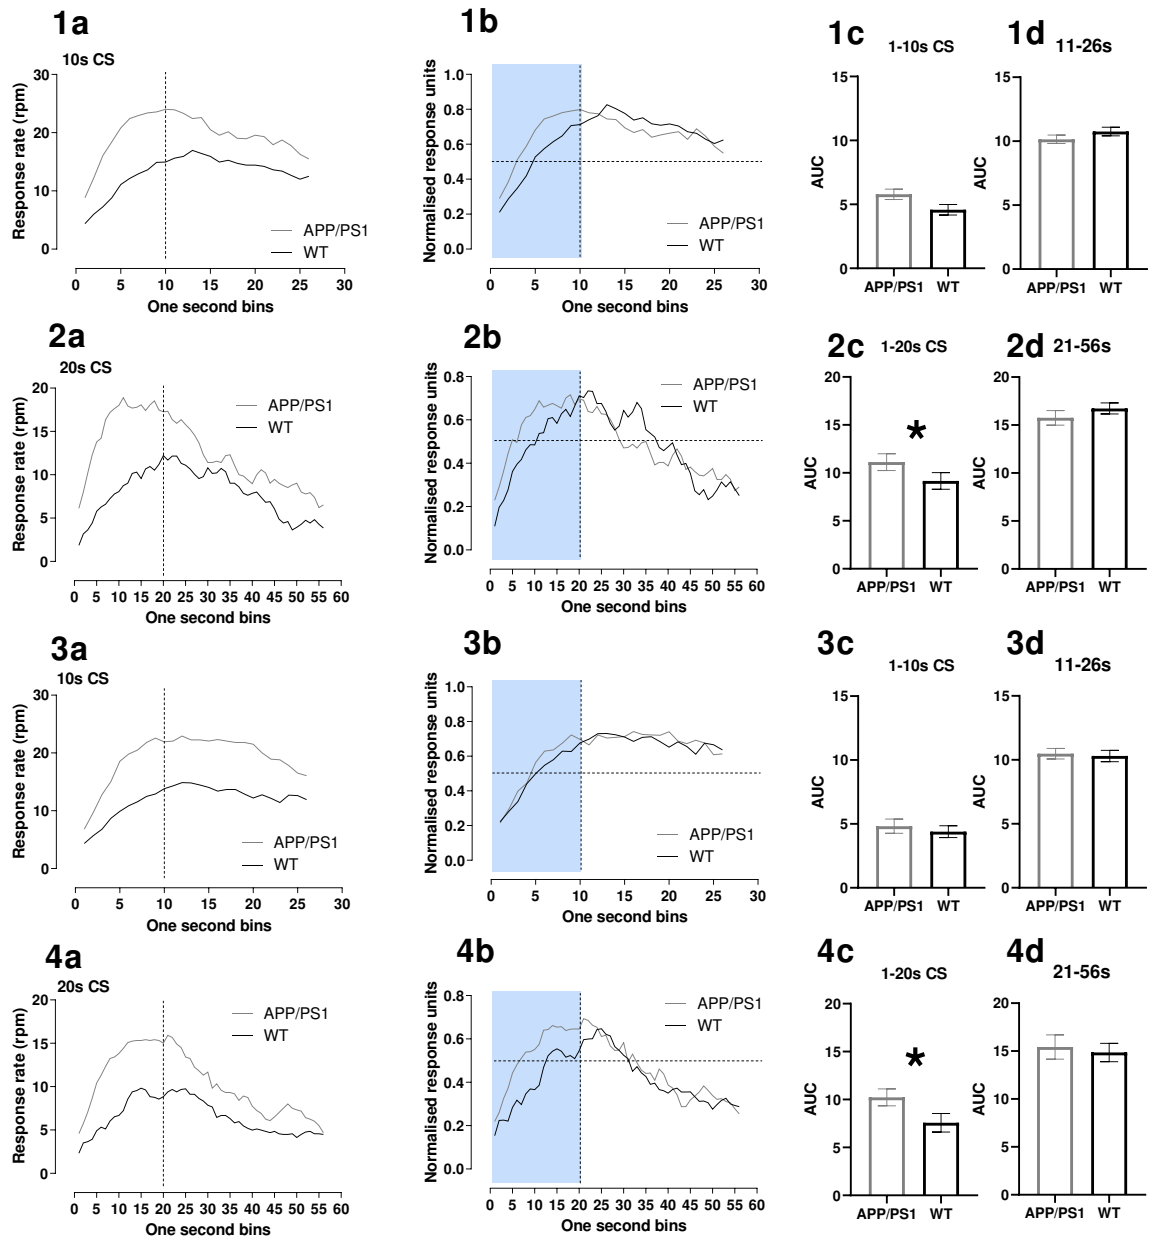 1a
10s CS
Response rate (rpm)
30
20
10
0
APP/PS1
WT
0 5 10 15 20 25 30
One second bins
1b
Normalised response units
1.0
0.8
0.6
0.4
0.2
0.0
APP/PS1
WT
0 5 10 15 20 25 30
One second bins
1c
1-10s CS
AUC
15
10
5
0
APP/PS1 WT
1d
11-26s
AUC
15
10
5
0
APP/PS1 WT
2a
20s CS
Response rate (rpm)
20
15
10
5
0
APP/PS1
WT
0 5 10 15 20 25 30 35 40 45 50 55 60
One second bins
2b
Normalised response units
0.8
0.6
0.4
0.2
0.0
APP/PS1
WT
0 5 10 15 20 25 30 35 40 45 50 55 60
One second bins
2c
1-20s CS
AUC
20
15
10
5
0
*
APP/PS1 WT
2d
21-56s
AUC
20
15
10
5
0
APP/PS1 WT
3a
10s CS
Response rate (rpm)
30
20
10
0
APP/PS1
WT
0 5 10 15 20 25 30
One second bins
3b
Normalised response units
1.0
0.8
0.6
0.4
0.2
0.0
APP/PS1
WT
0 5 10 15 20 25 30
One second bins
3c
1-10s CS
AUC
15
10
5
0
APP/PS1 WT
3d
11-26s
AUC
15
10
5
0
APP/PS1 WT
4a
20s CS
Response rate (rpm)
20
15
10
5
0
APP/PS1
WT
0 5 10 15 20 25 30 35 40 45 50 55 60
One second bins
4b
Normalised response units
0.8
0.6
0.4
0.2
0.0
APP/PS1
WT
0 5 10 15 20 25 30 35 40 45 50 55 60
One second bins
4c
1-20s CS
AUC
20
15
10
5
0
*
APP/PS1 WT
4d
21-56s
AUC
20
15
10
5
0
APP/PS1 WT